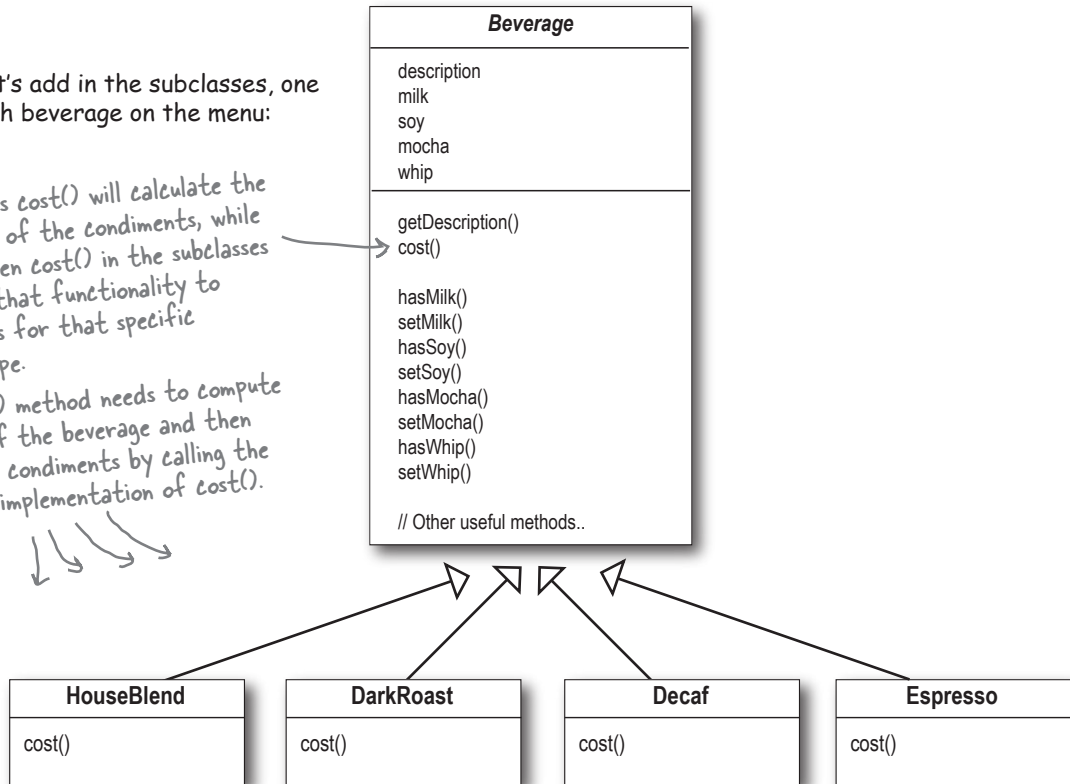 Beverage
description
milk
soy
mocha
whip
getDescription()
cost()
hasMilk()
setMilk()
hasSoy()
setSoy()
hasMocha()
setMocha()
hasWhip()
setWhip()
// Other useful methods..
t's add in the subclasses, one
h beverage on the menu:
s cost() will calculate the
of the condiments, while
en cost() in the subclasses
that functionality to
s for that specific
pe.
) method needs to compute
f the beverage and then
condiments by calling the
implementation of cost().
HouseBlend
cost()
DarkRoast
cost()
Decaf
cost()
Espresso
cost()